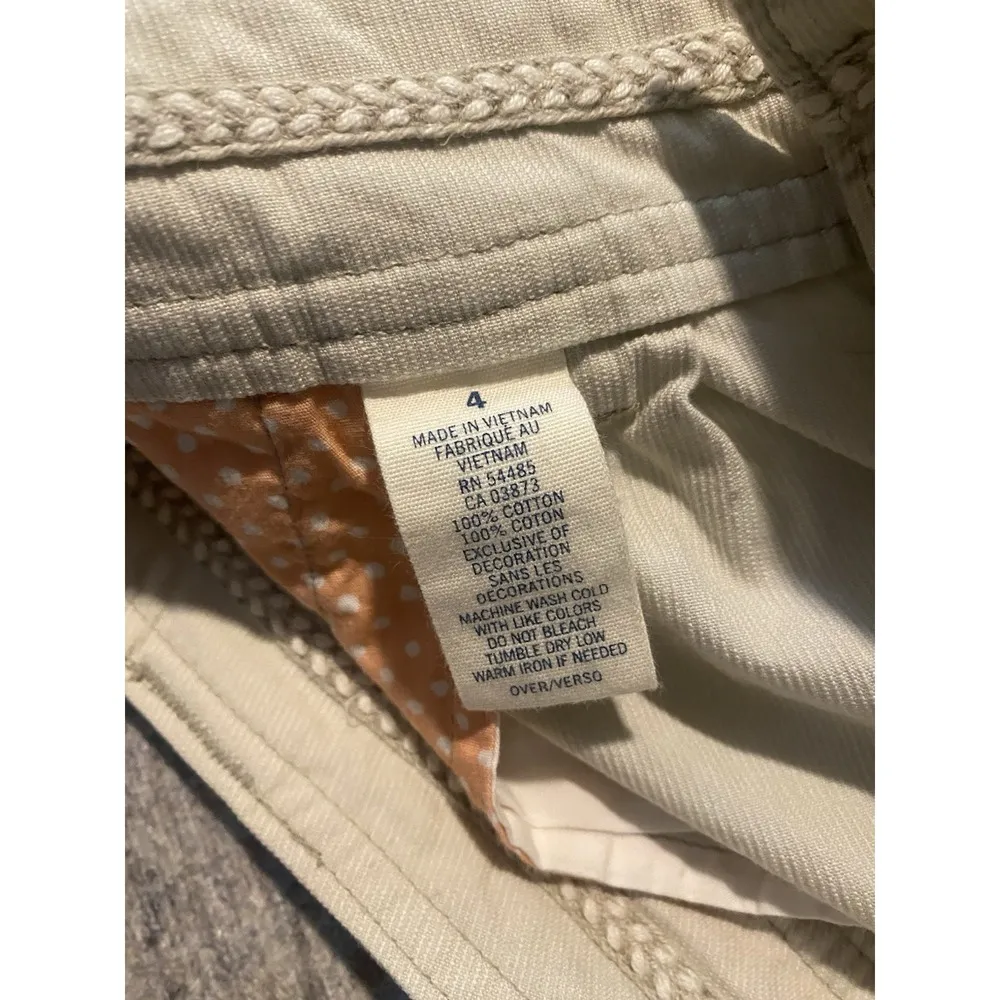 4
MADE IN VIETNAM
FABRIQUÉ AU
VIETNAM
RN 54485
CA 03873
100% COTTON
100% COTON
EXCLUSIVE OF
DECORATION
SANS LES
DECORATIONS
MACHINE WASH COLD
WITH LIKE COLORS
DO NOT BLEACH
TUMBLE DRY LOW
WARM IRON IF NEEDED
OVER/VERSO